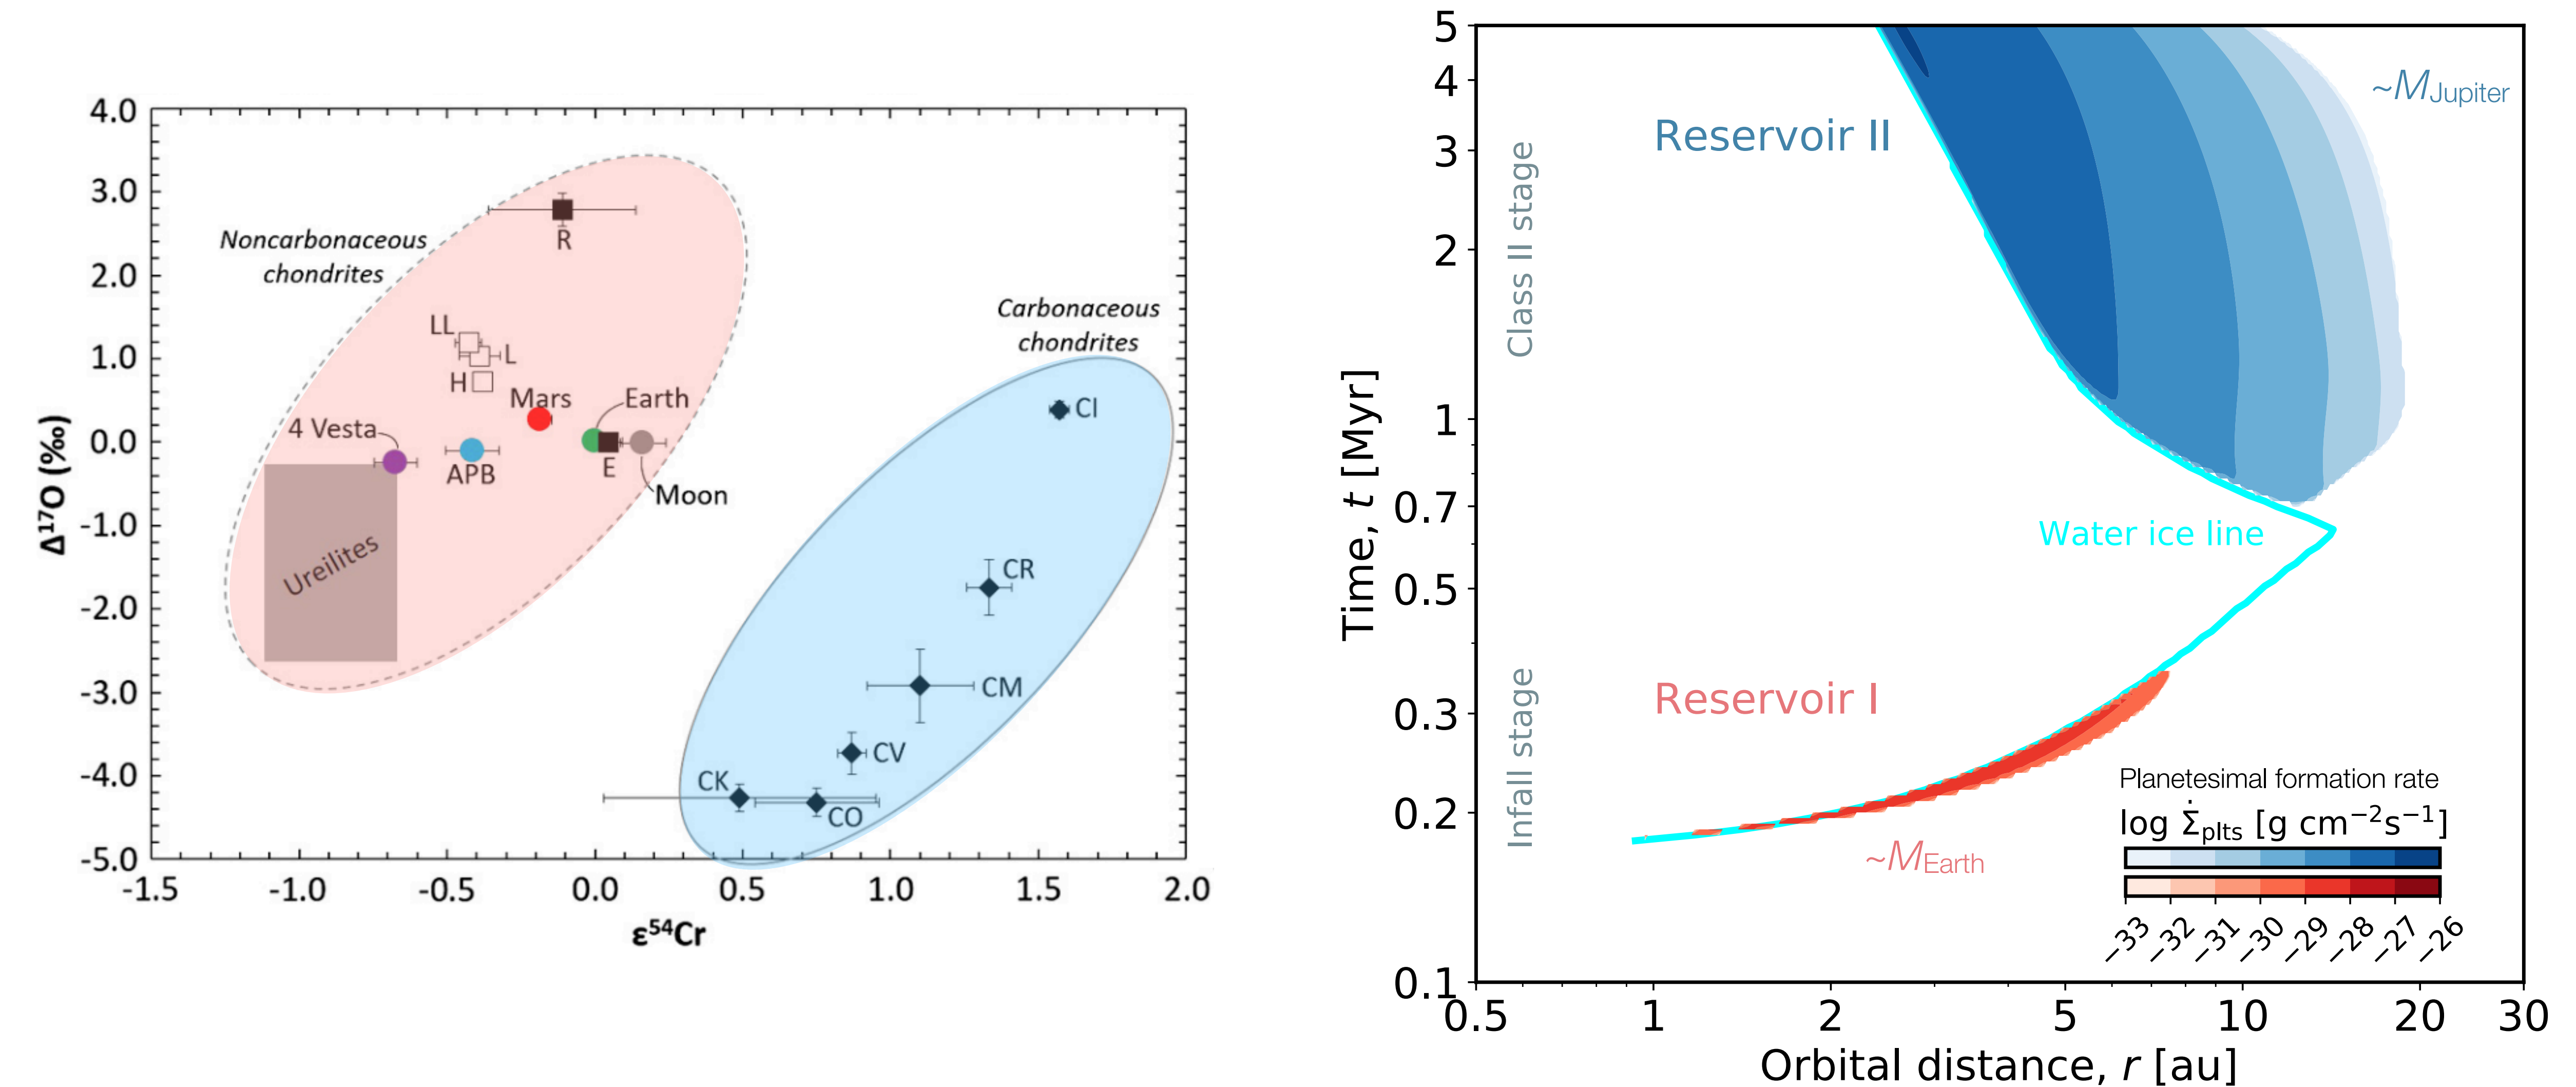 4.0
3.0
2.0
1.0
0.0
-1.0
-2.0
-3.0
-4.0
-5.0
Δ¹⁷O (‰)
-1.5 -1.0 -0.5 0.0 0.5 1.0 1.5 2.0
ε⁵⁴Cr
Noncarbonaceous
chondrites
R
LL
L
H
Mars
Earth
4 Vesta
APB
E
Moon
Ureilites
Carbonaceous
chondrites
CI
CR
CM
CV
CK
CO
5
4
3
2
1
0.7
0.5
0.3
0.2
0.1
Time, t [Myr]
0.5 1 2 5 10 20 30
Orbital distance, r [au]
Class II stage
Infall stage
Reservoir II
~M_Jupiter
Water ice line
Reservoir I
~M_Earth
Planetesimal formation rate
log Σ̇_plts [g cm⁻²s⁻¹]
−33 −32 −31 −30 −29 −28 −27 −26